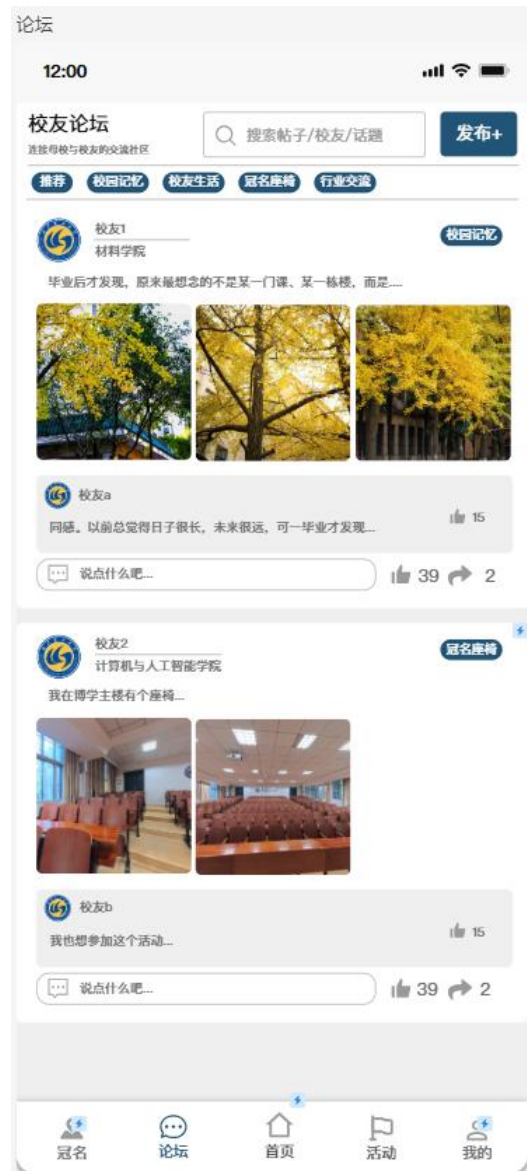 论坛
12:00
校友论坛
搜索帖子/校友/话题
发布+
连接母校与校友的交流社区
推荐 校园记忆 校友生活 冠名座椅 行业交流
校友1
校园记忆
材料学院
毕业后才发现，原来最想念的不是某一门课、某一栋楼，而是....
校友a
15
同感。以前总觉得日子很长，未来很远，可一毕业才发现...
说点什么吧... 39 2
校友2
冠名座椅
计算机与人工智能学院
我在博学主楼有个座椅...
校友b
15
我也想参加这个活动...
说点什么吧... 39 2
冠名 论坛 首页 活动 我的